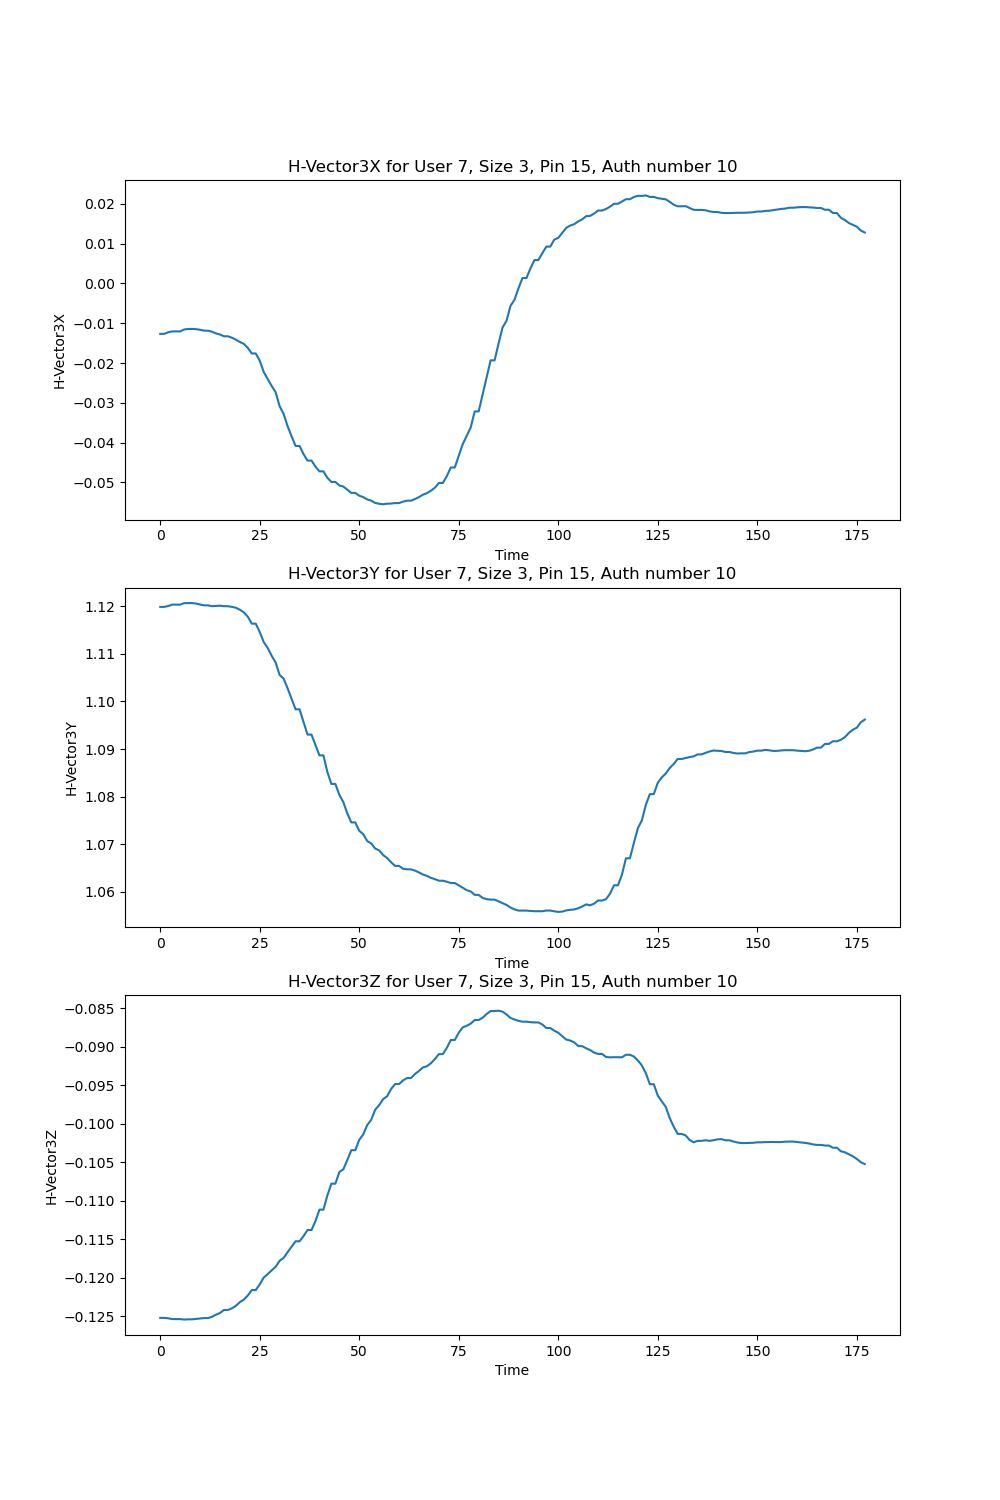 H-Vector3X for User 7, Size 3, Pin 15, Auth number 10
0.02
0.01
0.00
−0.01
−0.02
−0.03
−0.04
−0.05
H-Vector3X
0 25 50 75 100 125 150 175
Time
H-Vector3Y for User 7, Size 3, Pin 15, Auth number 10
1.12
1.11
1.10
1.09
1.08
1.07
1.06
H-Vector3Y
0 25 50 75 100 125 150 175
Time
H-Vector3Z for User 7, Size 3, Pin 15, Auth number 10
−0.085
−0.090
−0.095
−0.100
−0.105
−0.110
−0.115
−0.120
−0.125
H-Vector3Z
0 25 50 75 100 125 150 175
Time